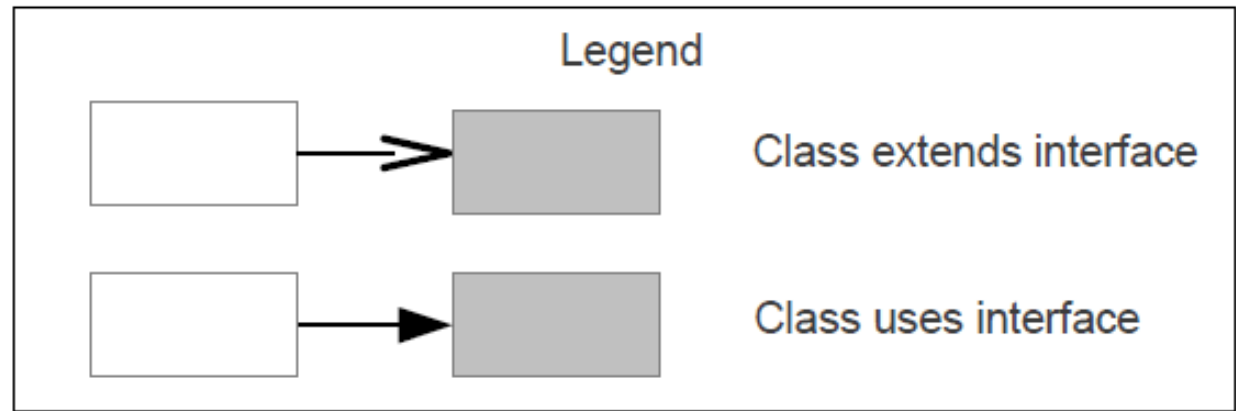 Legend
Class extends interface
Class uses interface